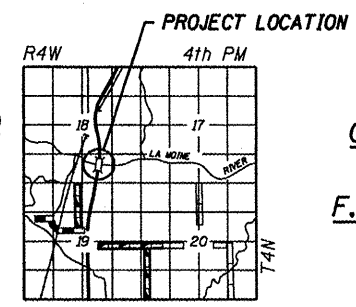 PROJECT LOCATION
R4W 4th PM
18 17
LA MOINE RIVER
19 20
T4N
F.